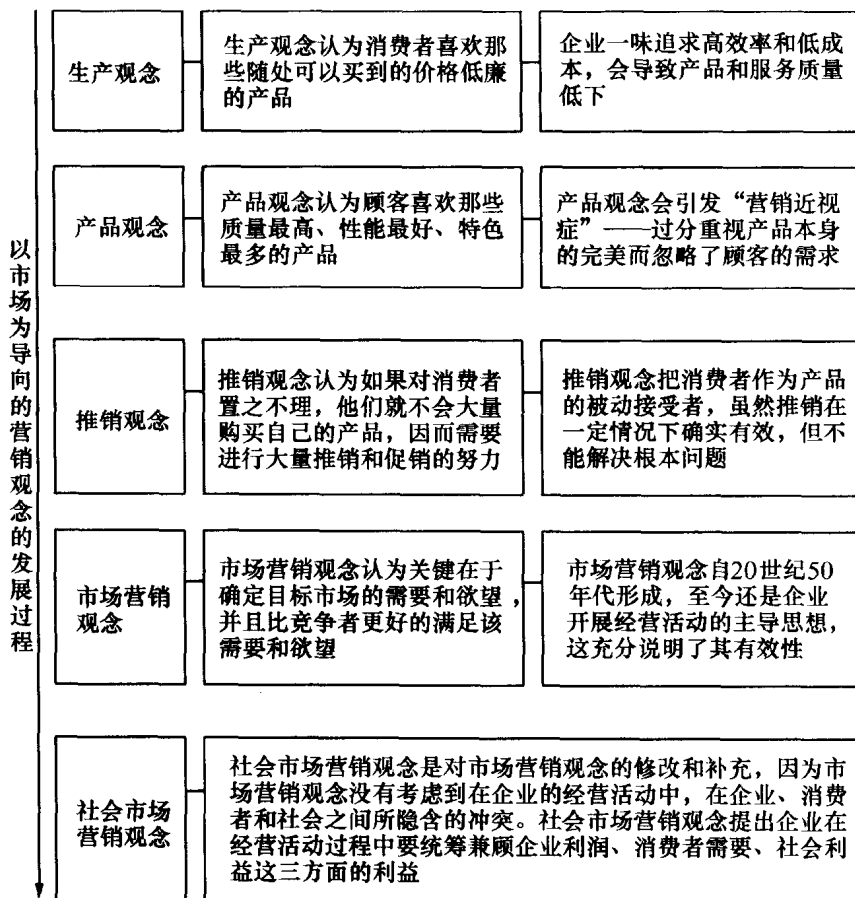 以市场为导向的营销观念的发展过程
生产观念
生产观念认为消费者喜欢那
些随处可以买到的价格低廉
的产品
企业一味追求高效率和低成
本，会导致产品和服务质量
低下
产品观念
产品观念认为顾客喜欢那些
质量最高、性能最好、特色
最多的产品
产品观念会引发“营销近视
症”——过分重视产品本身
的完美而忽略了顾客的需求
推销观念
推销观念认为如果对消费者
置之不理，他们就不会大量
购买自己的产品，因而需要
进行大量推销和促销的努力
推销观念把消费者作为产品
的被动接受者，虽然推销在
一定情况下确实有效，但不
能解决根本问题
市场营销
观念
市场营销观念认为关键在于
确定目标市场的需要和欲望，
并且比竞争者更好的满足该
需要和欲望
市场营销观念自20世纪50
年代形成，至今还是企业
开展经营活动的主导思想，
这充分说明了其有效性
社会市场
营销观念
社会市场营销观念是对市场营销观念的修改和补充，因为市
场营销观念没有考虑到在企业的经营活动中，在企业、消费
者和社会之间所隐含的冲突。社会市场营销观念提出企业在
经营活动过程中要统筹兼顾企业利润、消费者需要、社会利
益这三方面的利益